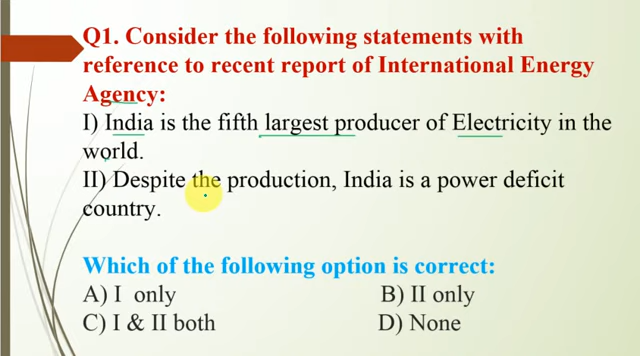 Q1. Consider the following statements with
reference to recent report of International Energy
Agency:
I) India is the fifth largest producer of Electricity in the
world.
II) Despite the production, India is a power deficit
country.
Which of the following option is correct:
A) I only B) II only
C) I & II both D) None